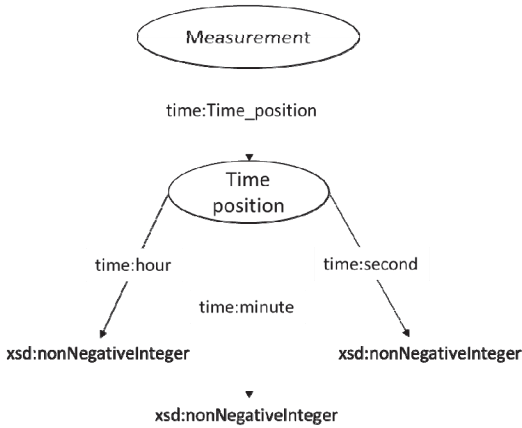 Measurement
time:Time_position
Time
position
time:hour
time:second
time:minute
xsd:nonNegativeInteger
xsd:nonNegativeInteger
xsd:nonNegativeInteger